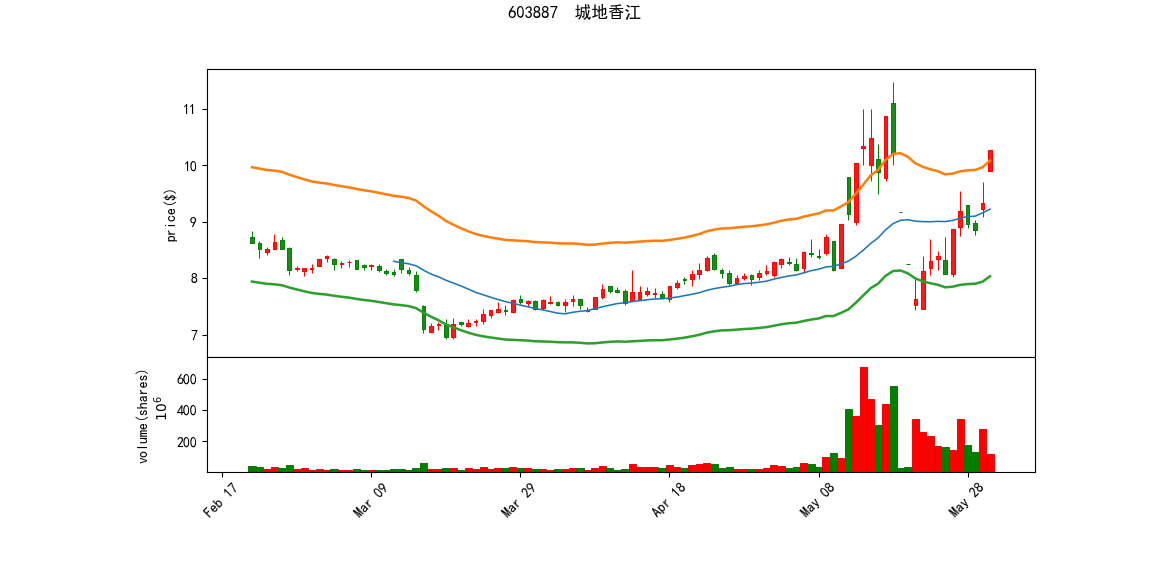 603887 城地香江
price($)
11
10
9
8
7
volume(shares)
10^6
600
400
200
Feb 17
Mar 09
Mar 29
Apr 18
May 08
May 28